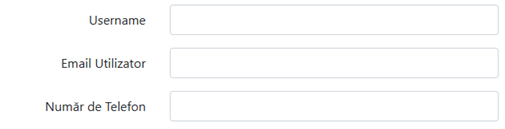 Username
Email Utilizator
Număr de Telefon